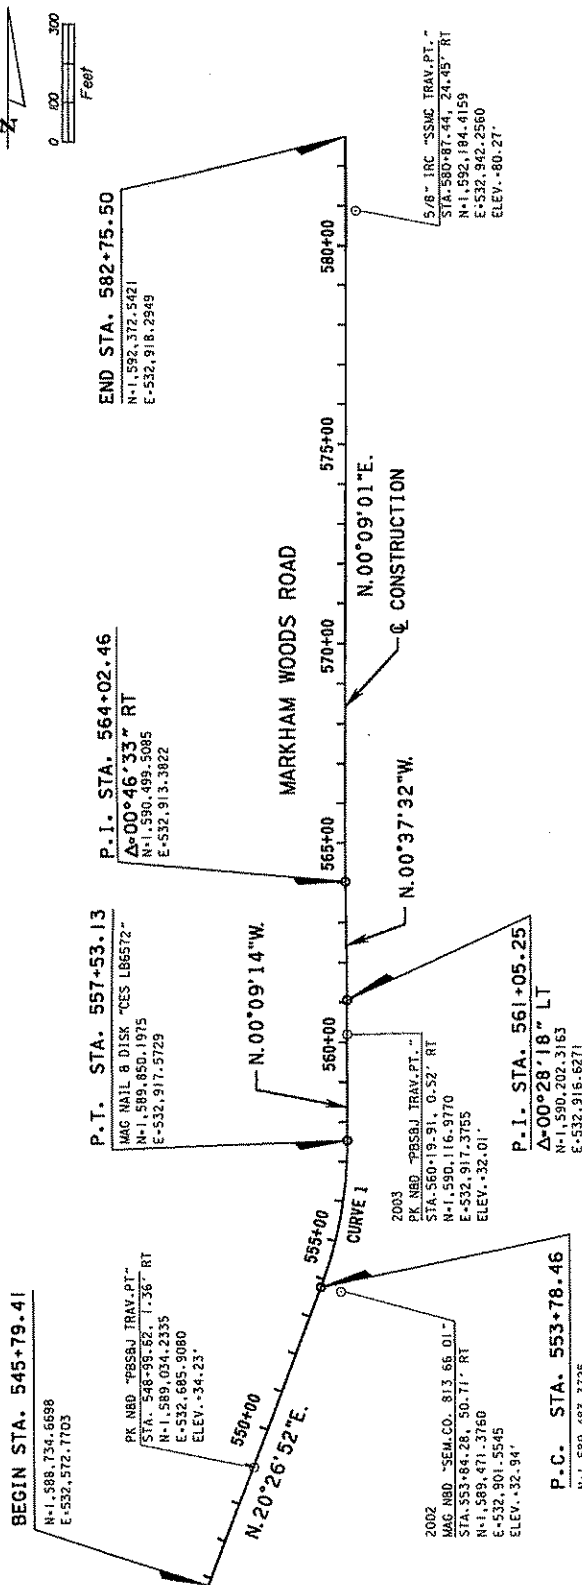 N
0 100 300
Feet
BEGIN STA. 545+79.41
N=1,588,734.6698
E=532,572.7703
PK NBD "PBS&J TRAV.PT"
STA. 548+99.62, 1.36' RT
N=1,589,034.2335
E=532,685.9080
ELEV.=34.23'
550+00
N.20°26'52"E.
2002
MAG NBD "SEM.CO. 813 66 01"
STA.553+84.28, 50.71' RT
N=1,589,471.3760
E=532,901.5545
ELEV.=32.94'
P.C. STA. 553+78.46
555+00
CURVE 1
P.T. STA. 557+53.13
MAG NAIL & DISK "CES LB6572"
N=1,589,850.1975
E=532,917.5729
N.00°09'14"W.
2003
PK NBD "PBS&J TRAV.PT."
STA.560+19.91, 0.52' RT
N=1,590,116.9770
E=532,917.3755
ELEV.=32.01'
560+00
P.I. STA. 561+05.25
Δ=00°28'18" LT
N=1,590,202.3163
E=532,916.6271
P.I. STA. 564+02.46
Δ=00°46'33" RT
N=1,590,499.5085
E=532,913.3822
565+00
N.00°37'32"W.
MARKHAM WOODS ROAD
570+00
℄ CONSTRUCTION
N.00°09'01"E.
575+00
580+00
END STA. 582+75.50
N=1,592,372.5421
E=532,918.2949
5/8" IRC "SSMC TRAV.PT."
STA.580+87.44, 24.45' RT
N=1,592,184.4159
E=532,942.2560
ELEV.=80.27'